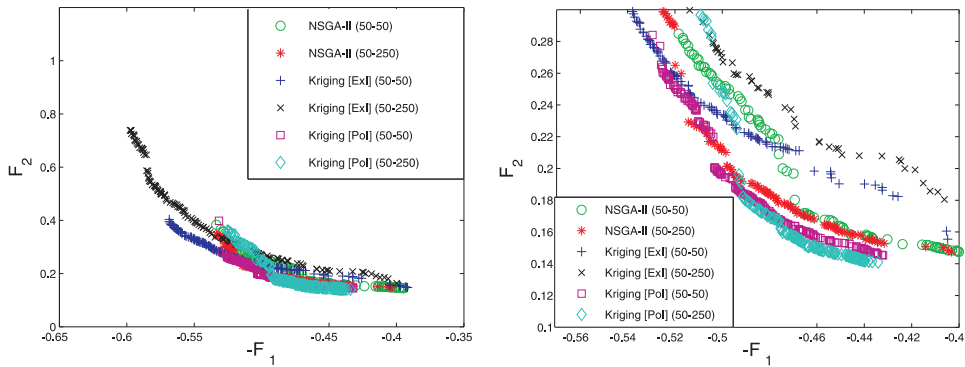 F2
1
0.8
0.6
0.4
0.2
0
-0.65
-0.6
-0.55
-0.5
-0.45
-0.4
-0.35
-F1
NSGA-II (50-50)
NSGA-II (50-250)
Kriging [ExI] (50-50)
Kriging [ExI] (50-250)
Kriging [PoI] (50-50)
Kriging [PoI] (50-250)
F2
0.28
0.26
0.24
0.22
0.2
0.18
0.16
0.14
0.12
0.1
-0.56
-0.54
-0.52
-0.5
-0.48
-0.46
-0.44
-0.42
-0.4
-F1
NSGA-II (50-50)
NSGA-II (50-250)
Kriging [ExI] (50-50)
Kriging [ExI] (50-250)
Kriging [PoI] (50-50)
Kriging [PoI] (50-250)